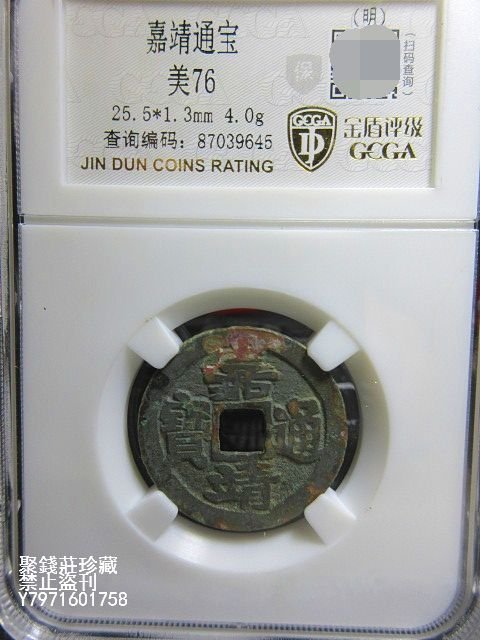 (明)
嘉靖通宝
美76
保
(扫码查询)
25.5*1.3mm 4.0g
查询编码: 87039645
JIN DUN COINS RATING
GCGA
金盾评级
GCGA
嘉
靖
通
寶
聚錢莊珍藏
禁止盜刊
Y7971601758